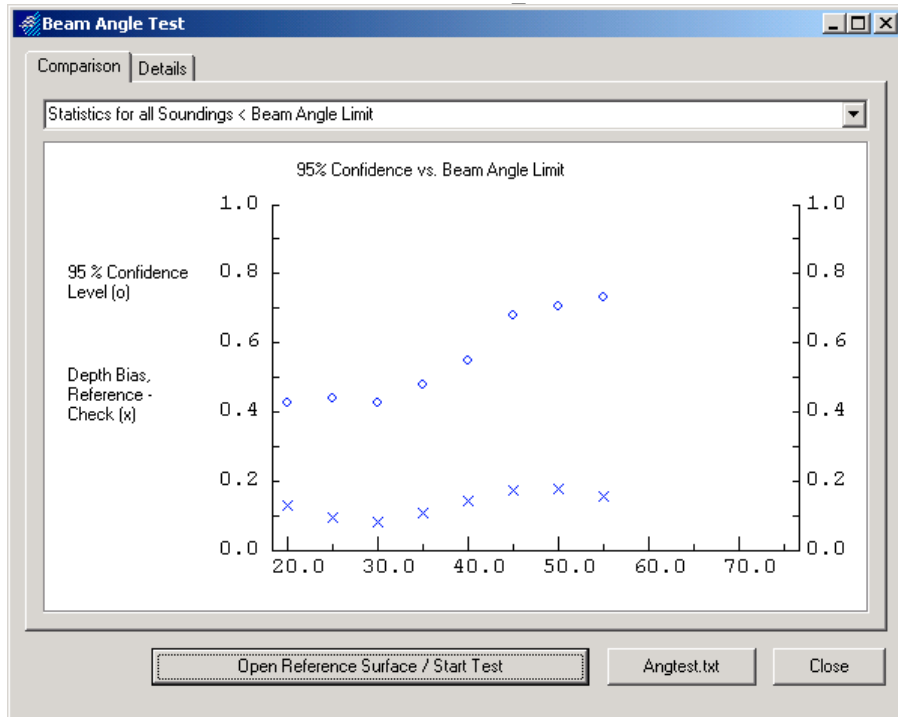 Beam Angle Test
Comparison
Details
Statistics for all Soundings < Beam Angle Limit
95% Confidence vs. Beam Angle Limit
1.0
1.0
95 % Confidence
Level (o)
0.8
0.8
0.6
0.6
Depth Bias,
Reference -
Check (x)
0.4
0.4
0.2
0.2
0.0
0.0
20.0 30.0 40.0 50.0 60.0 70.0
Open Reference Surface / Start Test
Angtest.txt
Close